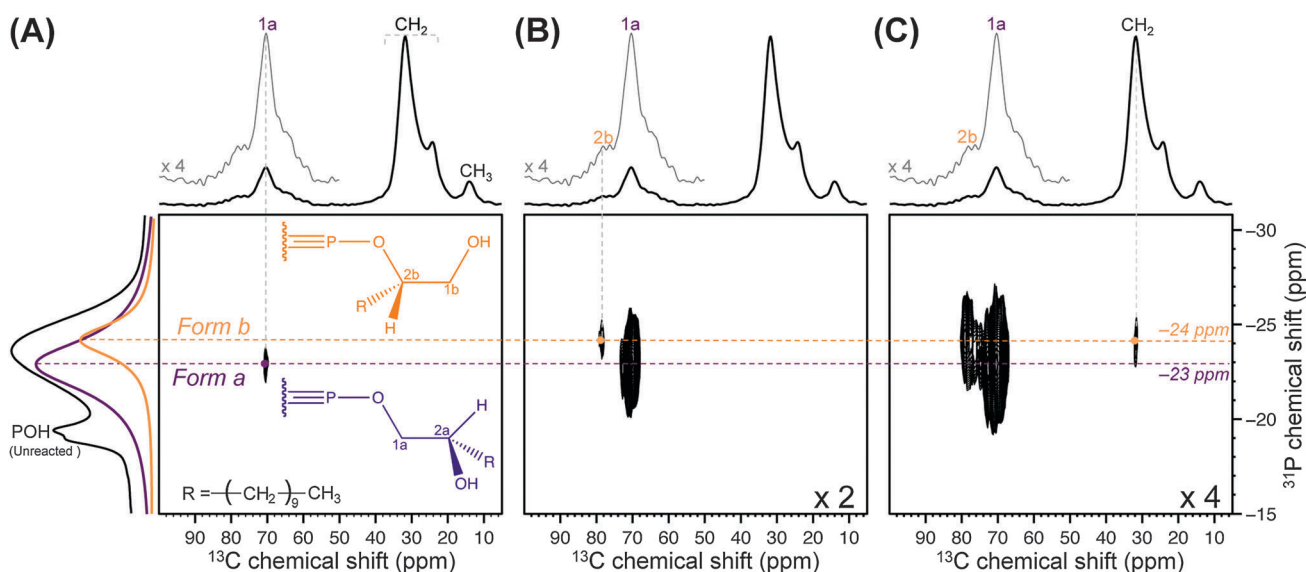 (A)
1a
CH₂
x 4
CH₃
(B)
1a
2b
x 4
(C)
1a
CH₂
2b
x 4
P
O
OH
2b
1b
R
H
Form b
Form a
P
O
H
1a
2a
R
OH
POH
(Unreacted )
R = (CH₂)₉ CH₃
x 2
x 4
−24 ppm
−23 ppm
−30
−25
−20
−15
³¹P chemical shift (ppm)
90 80 70 60 50 40 30 20 10
¹³C chemical shift (ppm)
90 80 70 60 50 40 30 20 10
¹³C chemical shift (ppm)
90 80 70 60 50 40 30 20 10
¹³C chemical shift (ppm)